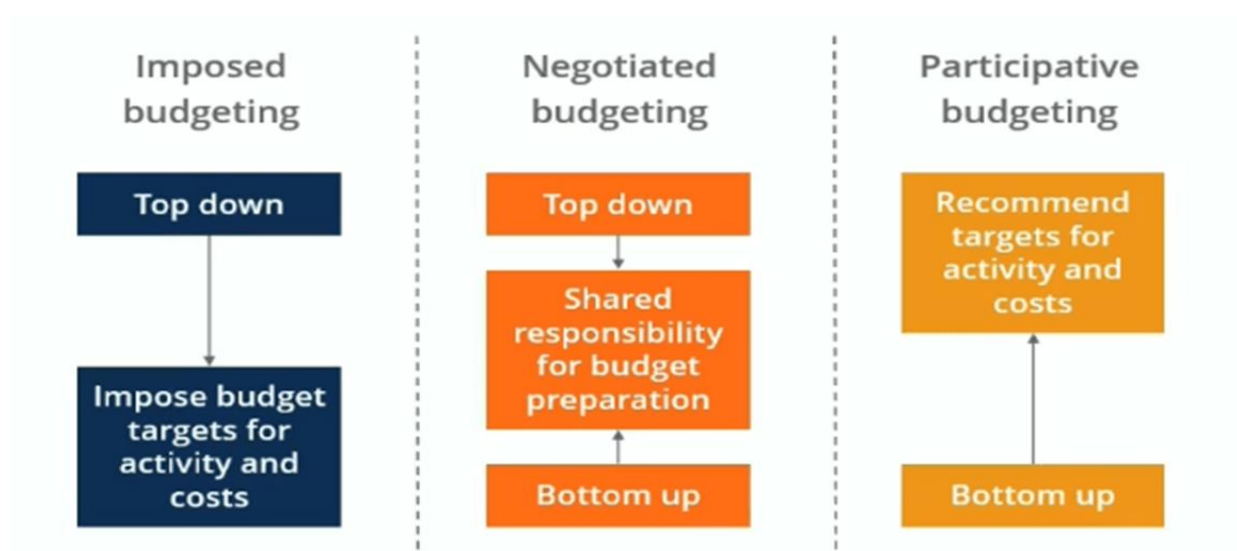 Imposed
budgeting
Top down
Impose budget
targets for
activity and
costs
Negotiated
budgeting
Top down
Shared
responsibility
for budget
preparation
Bottom up
Participative
budgeting
Recommend
targets for
activity and
costs
Bottom up